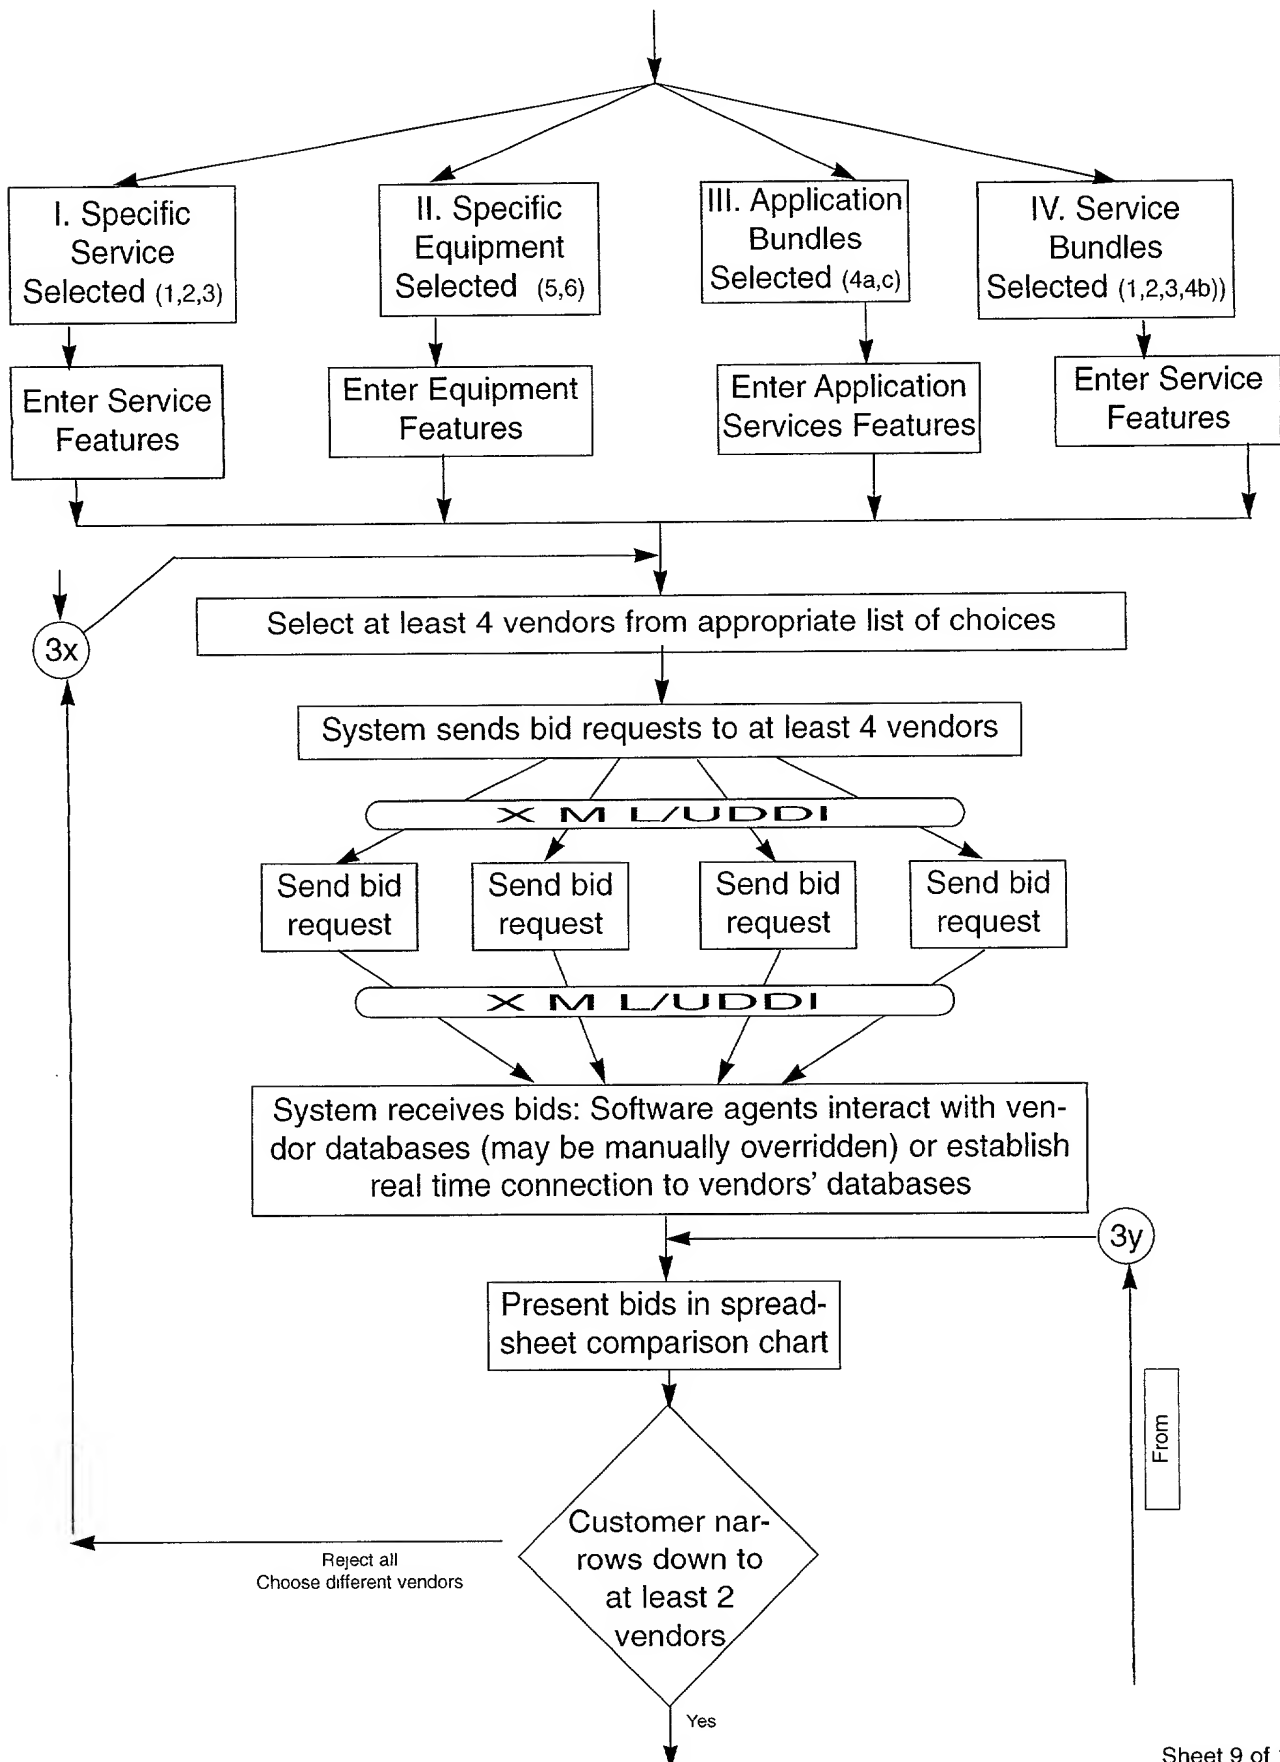 I. Specific
Service
Selected (1,2,3)
II. Specific
Equipment
Selected (5,6)
III. Application
Bundles
Selected (4a,c)
IV. Service
Bundles
Selected (1,2,3,4b))
Enter Service
Features
Enter Equipment
Features
Enter Application
Services Features
Enter Service
Features
3x
Select at least 4 vendors from appropriate list of choices
System sends bid requests to at least 4 vendors
X M L/UDDI
Send bid
request
Send bid
request
Send bid
request
Send bid
request
X M L/UDDI
System receives bids: Software agents interact with ven-
dor databases (may be manually overridden) or establish
real time connection to vendors' databases
3y
Present bids in spread-
sheet comparison chart
From
Customer nar-
rows down to
at least 2
vendors
Reject all
Choose different vendors
Yes
Sheet 9 of